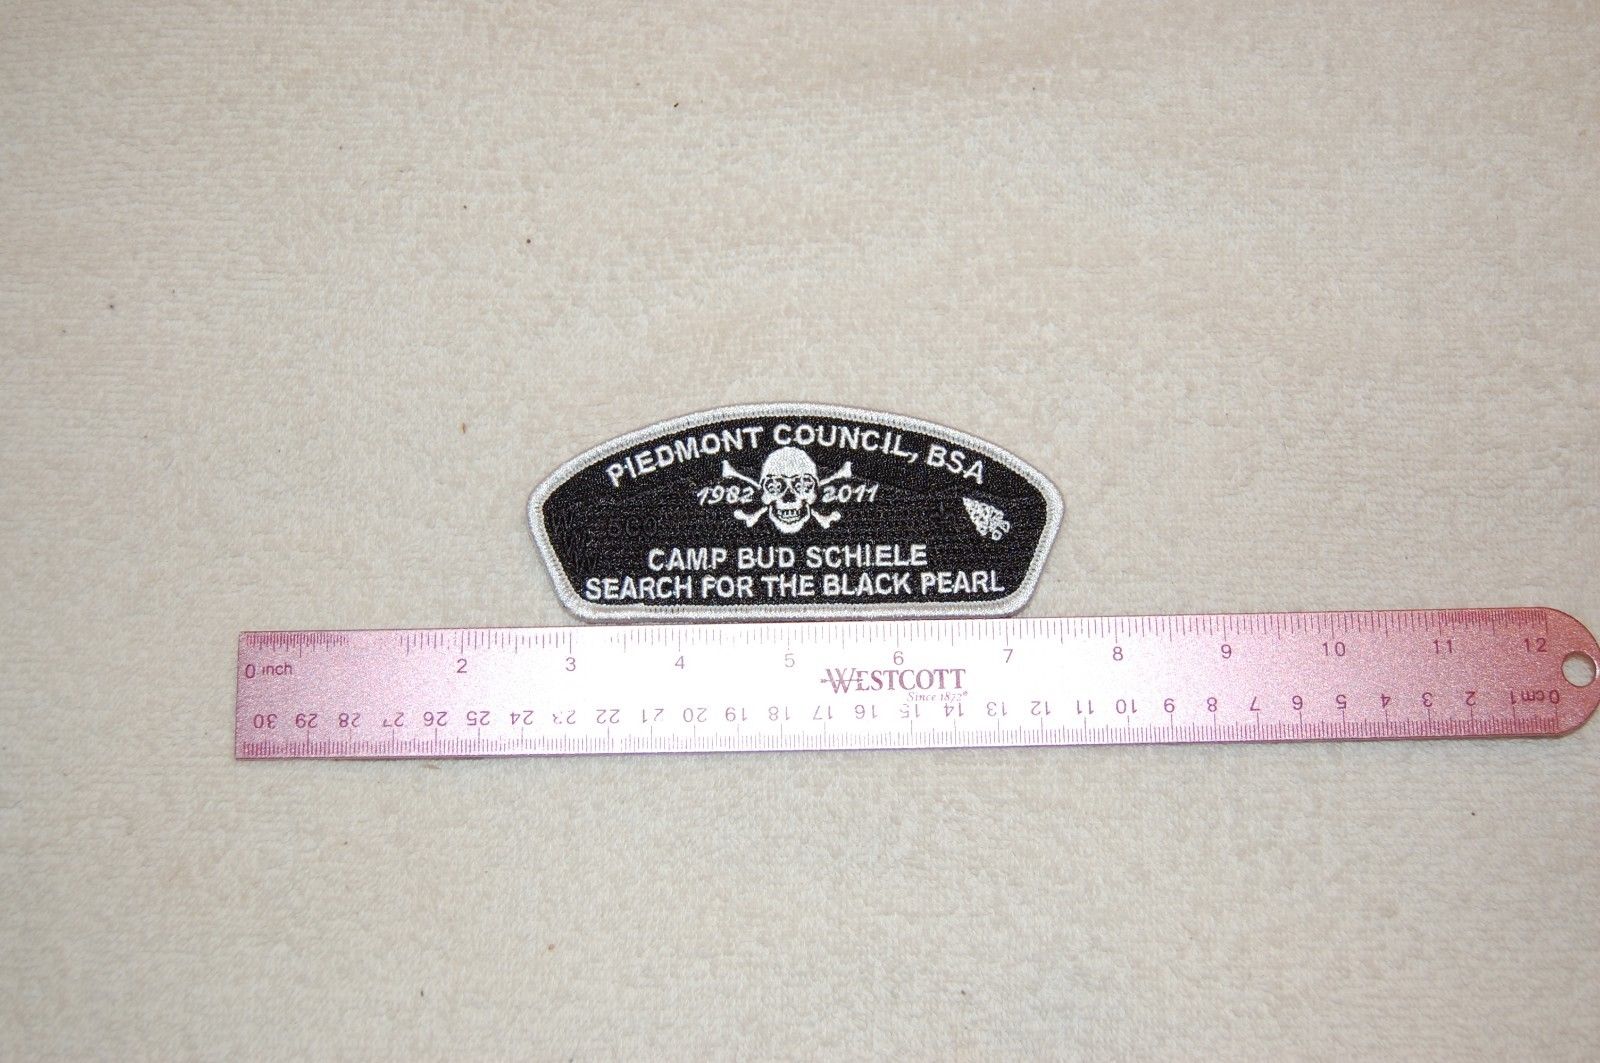 PIEDMONT COUNCIL, BSA
1982 2011
CAMP BUD SCHIELE
SEARCH FOR THE BLACK PEARL
0 inch 2 3 4 5 6 7 8 9 10 11 12
WESTCOTT
Since 1872®
30 29 28 27 26 25 24 23 22 21 20 19 18 17 16 15 14 13 12 11 10 9 8 7 6 5 4 3 2 1 cm 0